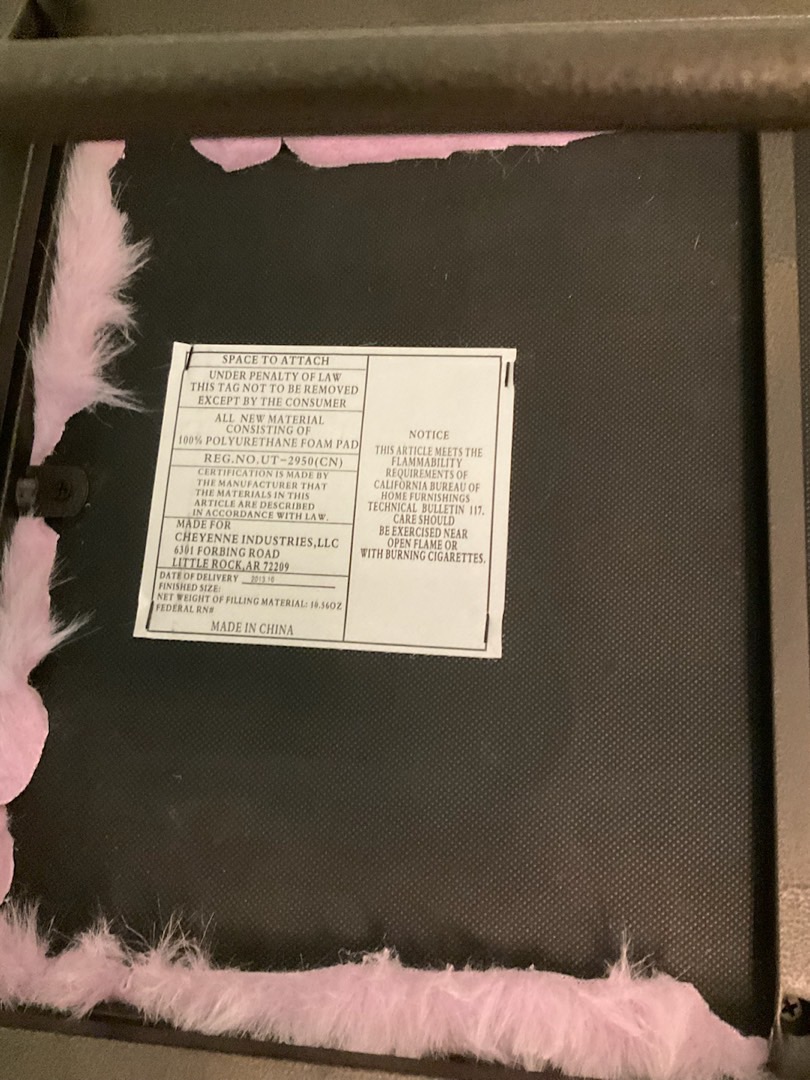 SPACE TO ATTACH
UNDER PENALTY OF LAW
THIS TAG NOT TO BE REMOVED
EXCEPT BY THE CONSUMER
ALL NEW MATERIAL
CONSISTING OF
100% POLYURETHANE FOAM PAD
REG.NO.UT-2950(CN)
CERTIFICATION IS MADE BY
THE MANUFACTURER THAT
THE MATERIALS IN THIS
ARTICLE ARE DESCRIBED
IN ACCORDANCE WITH LAW.
MADE FOR
CHEYENNE INDUSTRIES,LLC
6301 FORBING ROAD
LITTLE ROCK,AR 72209
DATE OF DELIVERY 2013.10
FINISHED SIZE:
NET WEIGHT OF FILLING MATERIAL: 10.56OZ
FEDERAL RN#
MADE IN CHINA
NOTICE
THIS ARTICLE MEETS THE
FLAMMABILITY
REQUIREMENTS OF
CALIFORNIA BUREAU OF
HOME FURNISHINGS
TECHNICAL BULLETIN 117.
CARE SHOULD
BE EXERCISED NEAR
OPEN FLAME OR
WITH BURNING CIGARETTES.